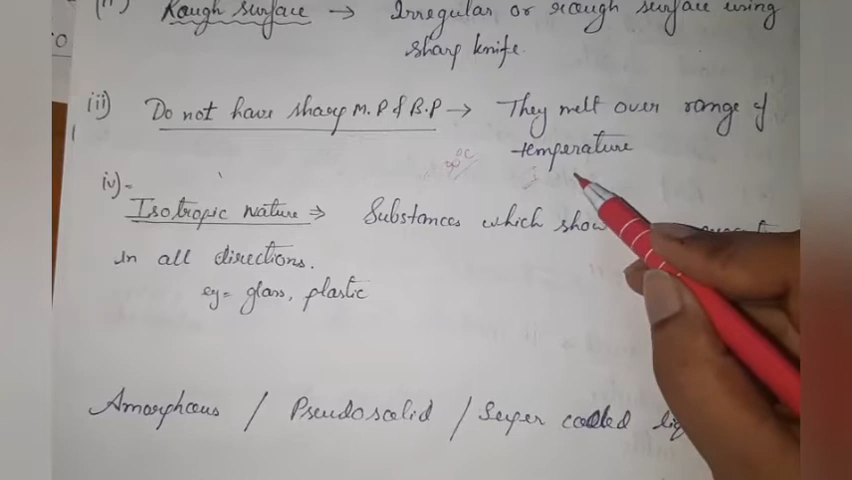 Rough surface → Irregular or rough surface using
sharp knife.
iii) Do not have sharp M.P & B.P → They melt over range of
temperature
iv)=
Isotropic nature ⇒ Substances which show
in all directions.
eg= glass, plastic
Amorphous / Pseudosolid / Super cooled